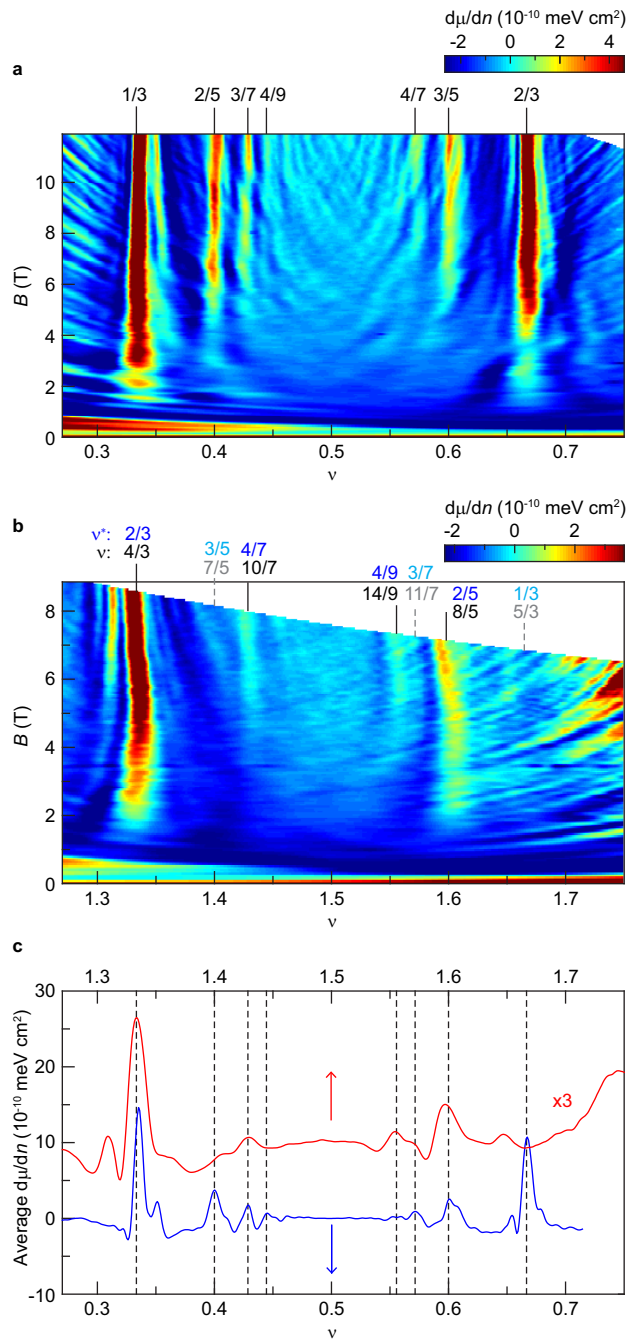 dμ/dn (10⁻¹⁰ meV cm²)
-2 0 2 4
a
1/3 2/5 3/7 4/9 4/7 3/5 2/3
10
8
6
4
2
0
B (T)
0.3 0.4 0.5 0.6 0.7
ν
b
dμ/dn (10⁻¹⁰ meV cm²)
-2 0 2
ν*: 2/3 3/5 4/7 4/9 3/7 2/5 1/3
ν: 4/3 7/5 10/7 14/9 11/7 8/5 5/3
8
6
4
2
0
B (T)
1.3 1.4 1.5 1.6 1.7
ν
c
1.3 1.4 1.5 1.6 1.7
30
20
10
0
-10
Average dμ/dn (10⁻¹⁰ meV cm²)
x3
0.3 0.4 0.5 0.6 0.7
ν